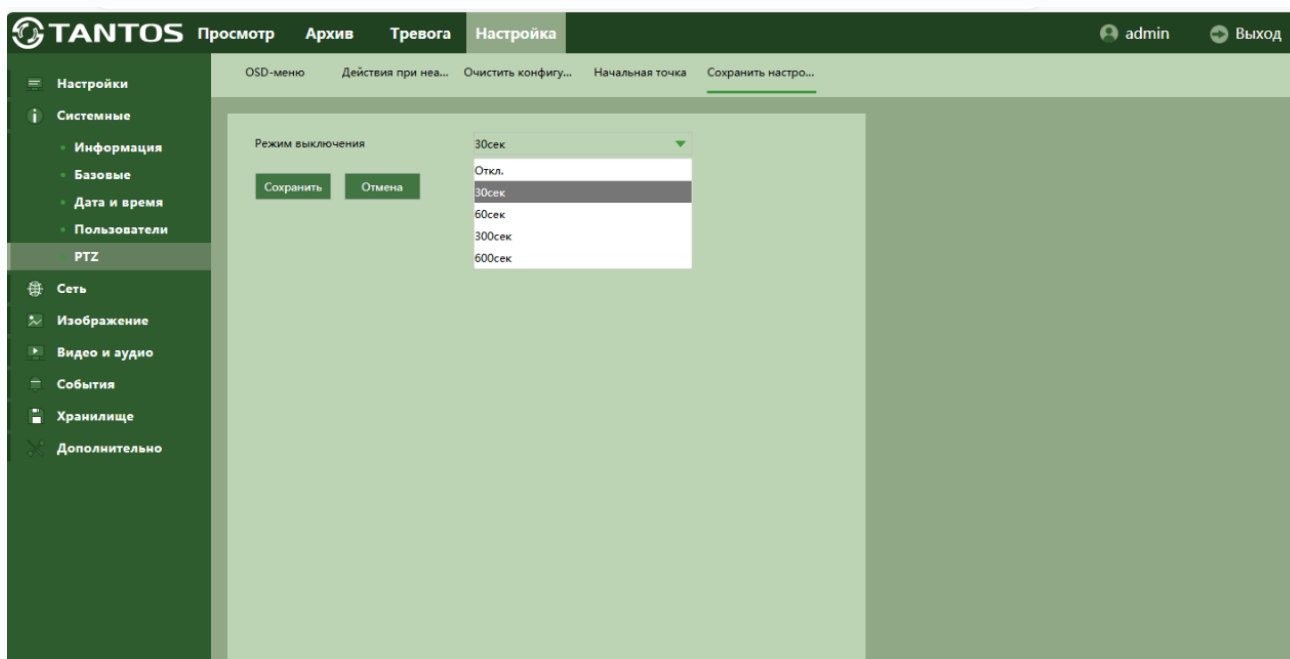 TANTOS Просмотр Архив Тревога Настройка admin Выход
OSD-меню Действия при неа... Очистить конфигу... Начальная точка Сохранить настро...
Настройки
Системные
Информация
Базовые
Дата и время
Пользователи
PTZ
Сеть
Изображение
Видео и аудио
События
Хранилище
Дополнительно
Режим выключения 30сек
Откл.
30сек
60сек
300сек
600сек
Сохранить Отмена